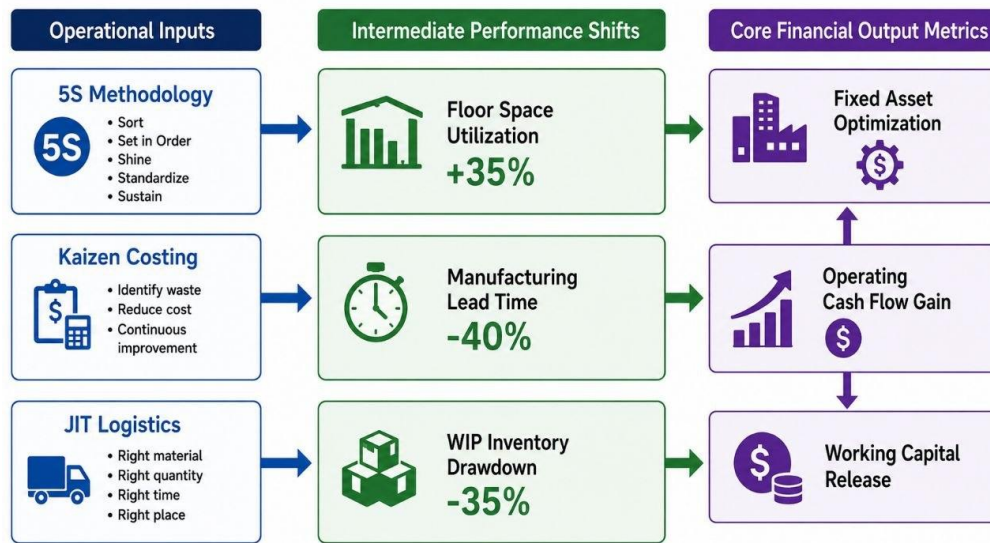 Operational Inputs
Intermediate Performance Shifts
Core Financial Output Metrics
5S Methodology
5S
• Sort
• Set in Order
• Shine
• Standardize
• Sustain
Floor Space
Utilization
+35%
Fixed Asset
Optimization
$
Kaizen Costing
$
• Identify waste
• Reduce cost
• Continuous
improvement
Manufacturing
Lead Time
-40%
Operating
Cash Flow Gain
$
JIT Logistics
• Right material
• Right quantity
• Right time
• Right place
WIP Inventory
Drawdown
-35%
$
Working Capital
Release